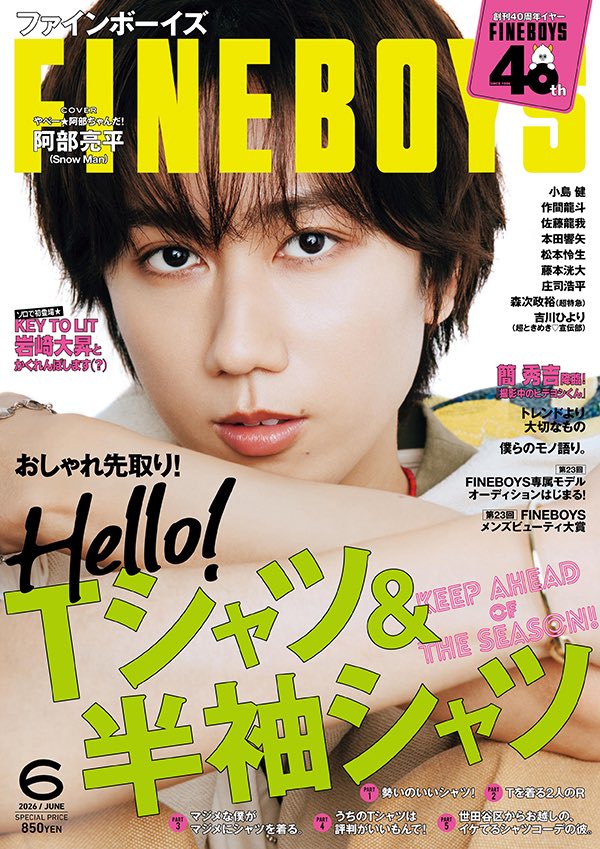 ファインボーイズ
FINEBOYS
創刊40周年イヤー
FINEBOYS
40th
COVER
やべー★阿部ちゃんだ!
阿部亮平
(Snow Man)
小島 健
作間龍斗
佐藤龍我
本田響矢
松本怜生
藤本洸大
庄司浩平
森次政裕(超特急)
吉川ひより
(超ときめき♡宣伝部)
ソロで初登場★
KEY TO LIT
岩﨑大昇と
かくれんぼします(?)
簡 秀吉降臨!
「撮影中のヒデヨシくん」
トレンドより
大切なもの
僕らのモノ語り。
第23回
FINEBOYS専属モデル
オーディションはじまる!
第23回 FINEBOYS
メンズビューティ大賞
おしゃれ先取り!
Hello!
Tシャツ&
半袖シャツ
KEEP AHEAD
OF
THE SEASON!
6
2026 / JUNE
SPECIAL PRICE
850YEN
PART 1 勢いのいいシャツ!
PART 2 Tを着る2人のR
PART 3 マジメな僕が
マジメにシャツを着る。
PART 4 うちのTシャツは
評判がいいもんで!
PART 5 世田谷区からお越しの、
イケてるシャツコーデの彼。